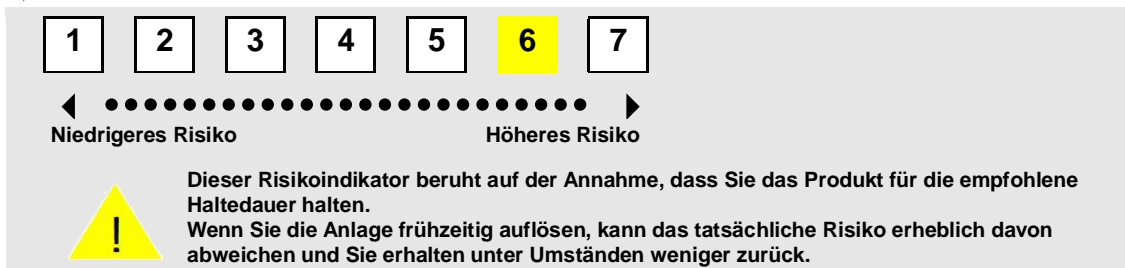 1 2 3 4 5 6 7
Niedrigeres Risiko Höheres Risiko
Dieser Risikoindikator beruht auf der Annahme, dass Sie das Produkt für die empfohlene
Haltedauer halten.
! Wenn Sie die Anlage frühzeitig auflösen, kann das tatsächliche Risiko erheblich davon
abweichen und Sie erhalten unter Umständen weniger zurück.